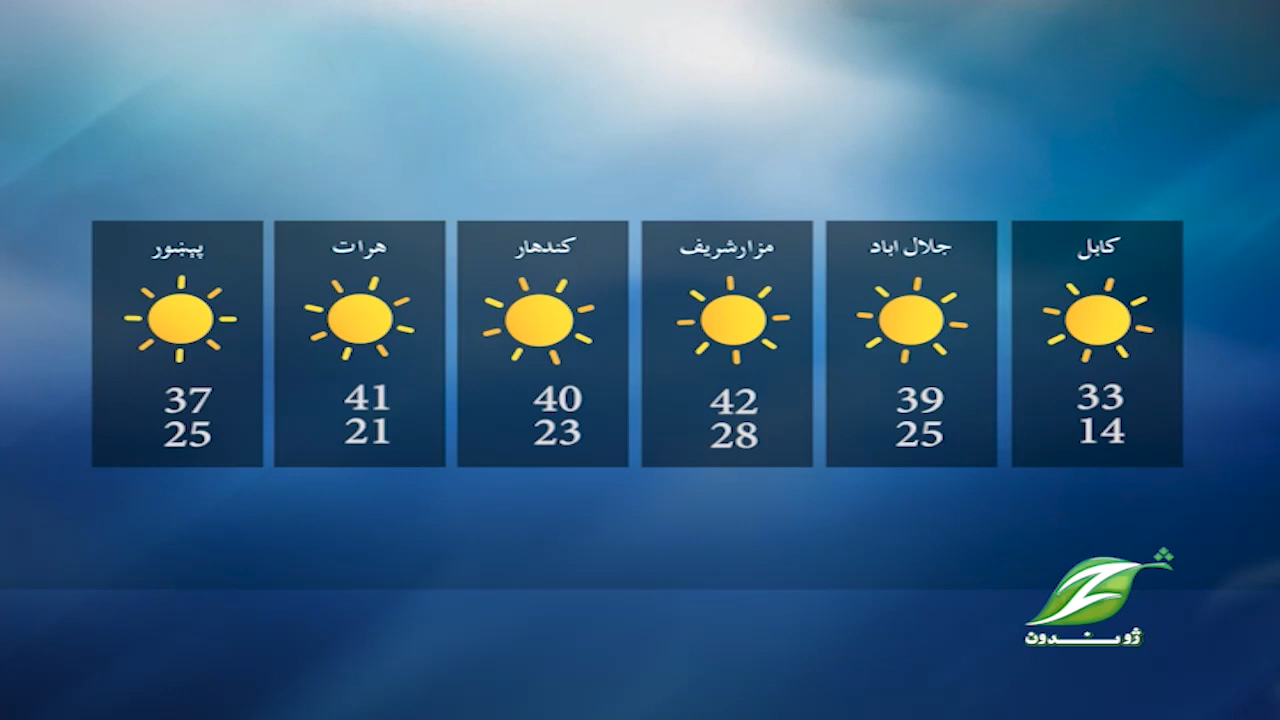 کابل
33
14
جلال اباد
39
25
مزارشریف
42
28
کندهار
40
23
هرات
41
21
پېښور
37
25
Z
ژوندون